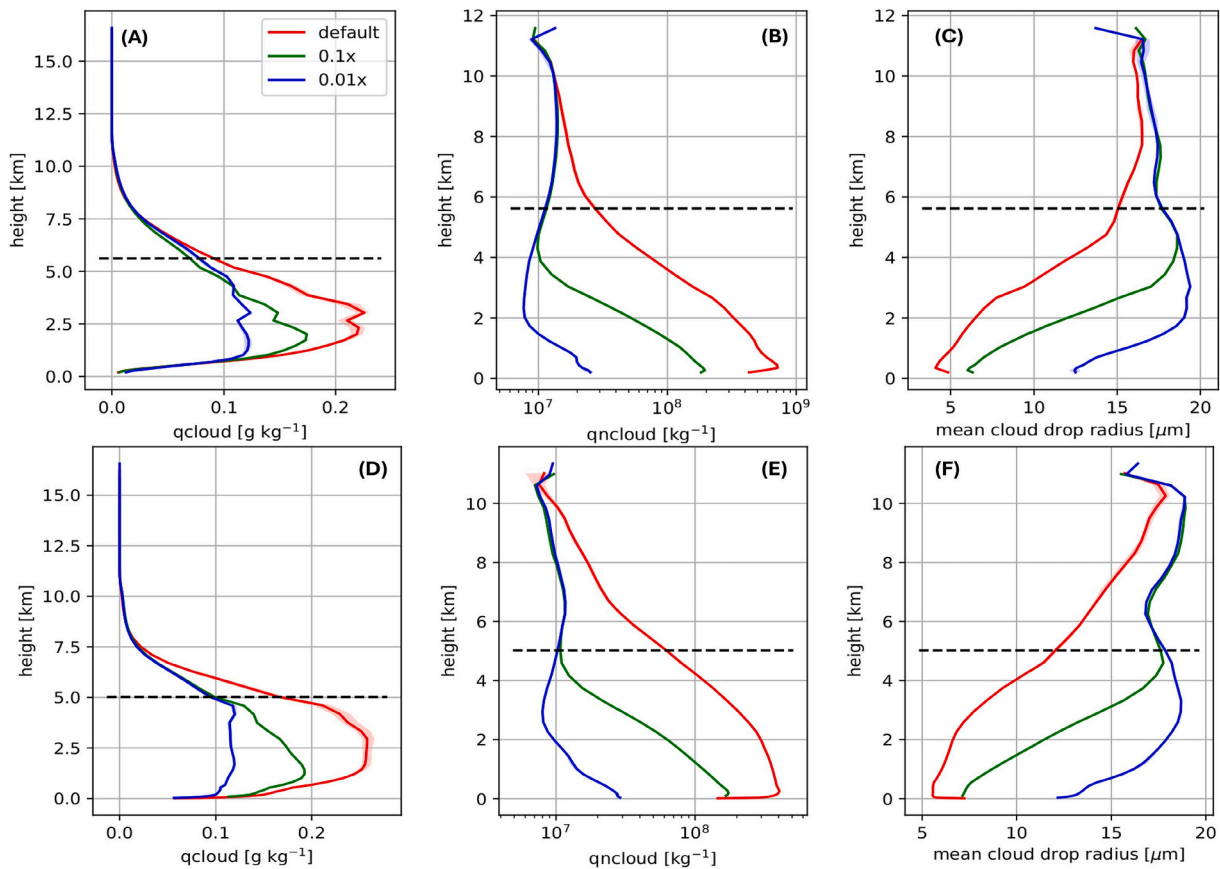 (A)
default
0.1x
0.01x
15.0
12.5
10.0
7.5
5.0
2.5
0.0
height [km]
0.0 0.1 0.2
qcloud [g kg⁻¹]
(B)
12
10
8
6
4
2
0
height [km]
10⁷ 10⁸ 10⁹
qncloud [kg⁻¹]
(C)
12
10
8
6
4
2
0
height [km]
5 10 15 20
mean cloud drop radius [μm]
(D)
15.0
12.5
10.0
7.5
5.0
2.5
0.0
height [km]
0.0 0.1 0.2
qcloud [g kg⁻¹]
(E)
10
8
6
4
2
0
height [km]
10⁷ 10⁸
qncloud [kg⁻¹]
(F)
10
8
6
4
2
0
height [km]
5 10 15 20
mean cloud drop radius [μm]